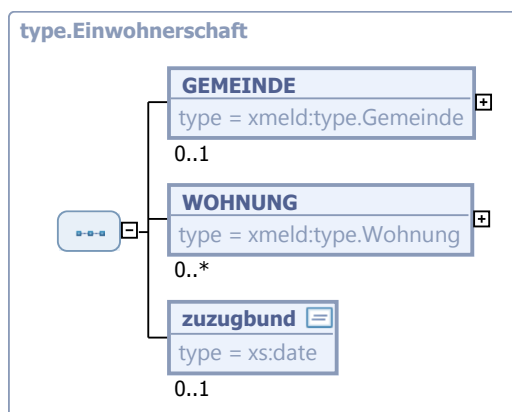 type.Einwohnerschaft
GEMEINDE
type = xmeld:type.Gemeinde
0..1
WOHNUNG
type = xmeld:type.Wohnung
0..*
zuzugbund
type = xs:date
0..1